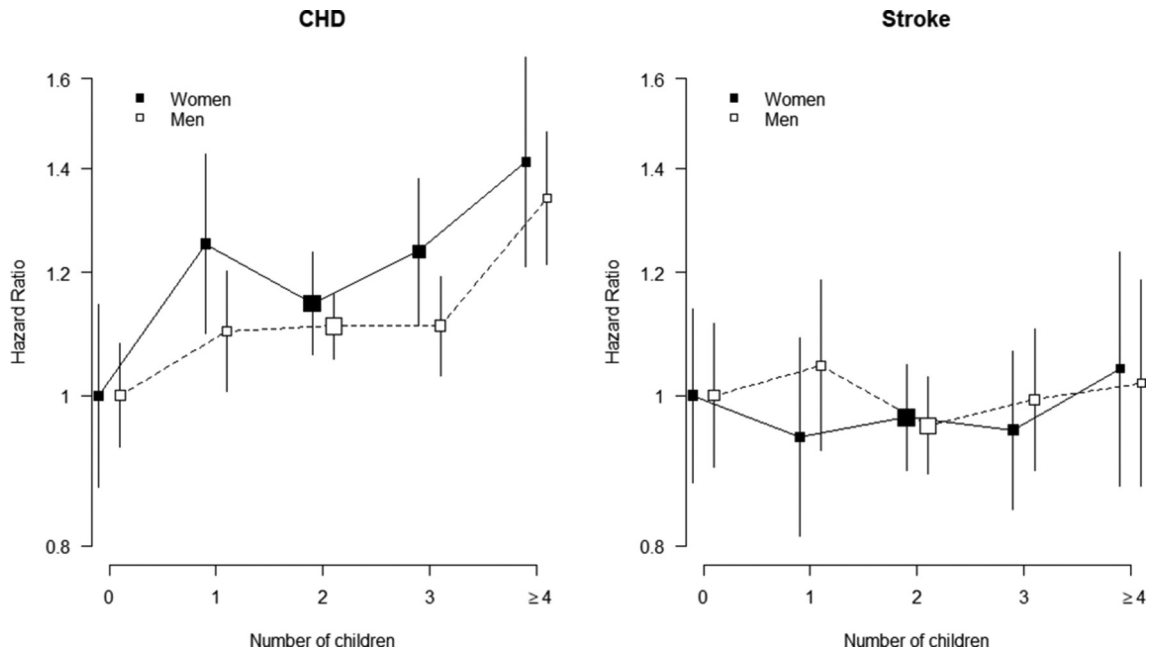 CHD
Hazard Ratio
1.6
1.4
1.2
1
0.8
Women
Men
0
1
2
3
≥4
Number of children
Stroke
Hazard Ratio
1.6
1.4
1.2
1
0.8
Women
Men
0
1
2
3
≥4
Number of children